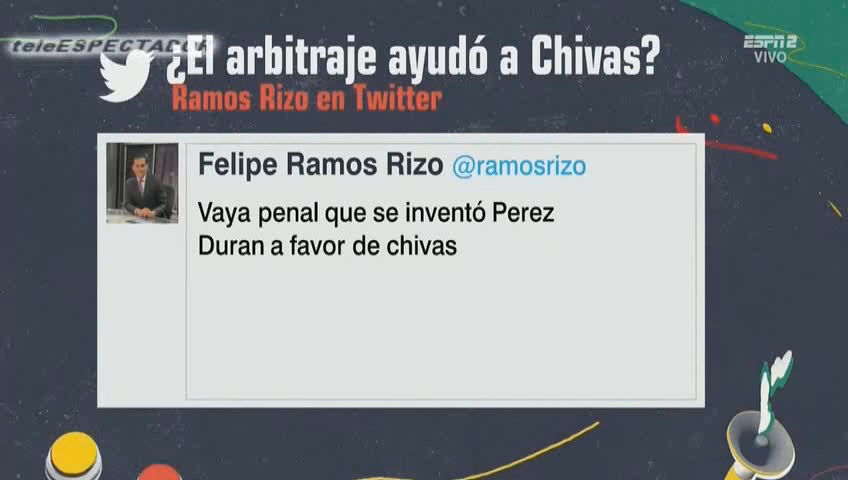 teleESPECTADOR
¿El arbitraje ayudó a Chivas?
ESPN2
VIVO
Ramos Rizo en Twitter
Felipe Ramos Rizo @ramosrizo
Vaya penal que se inventó Perez
Duran a favor de chivas